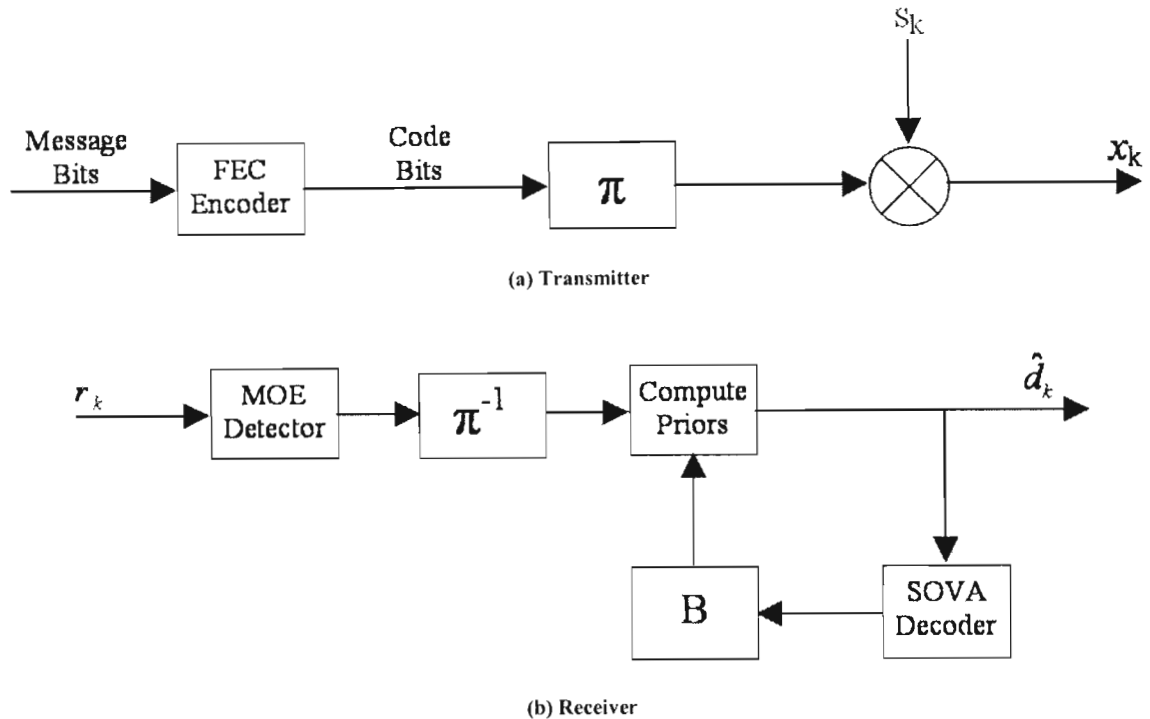 S_k
Message
Bits
FEC
Encoder
Code
Bits
π
x_k
(a) Transmitter
r_k
MOE
Detector
π^-1
Compute
Priors
d̂_k
B
SOVA
Decoder
(b) Receiver